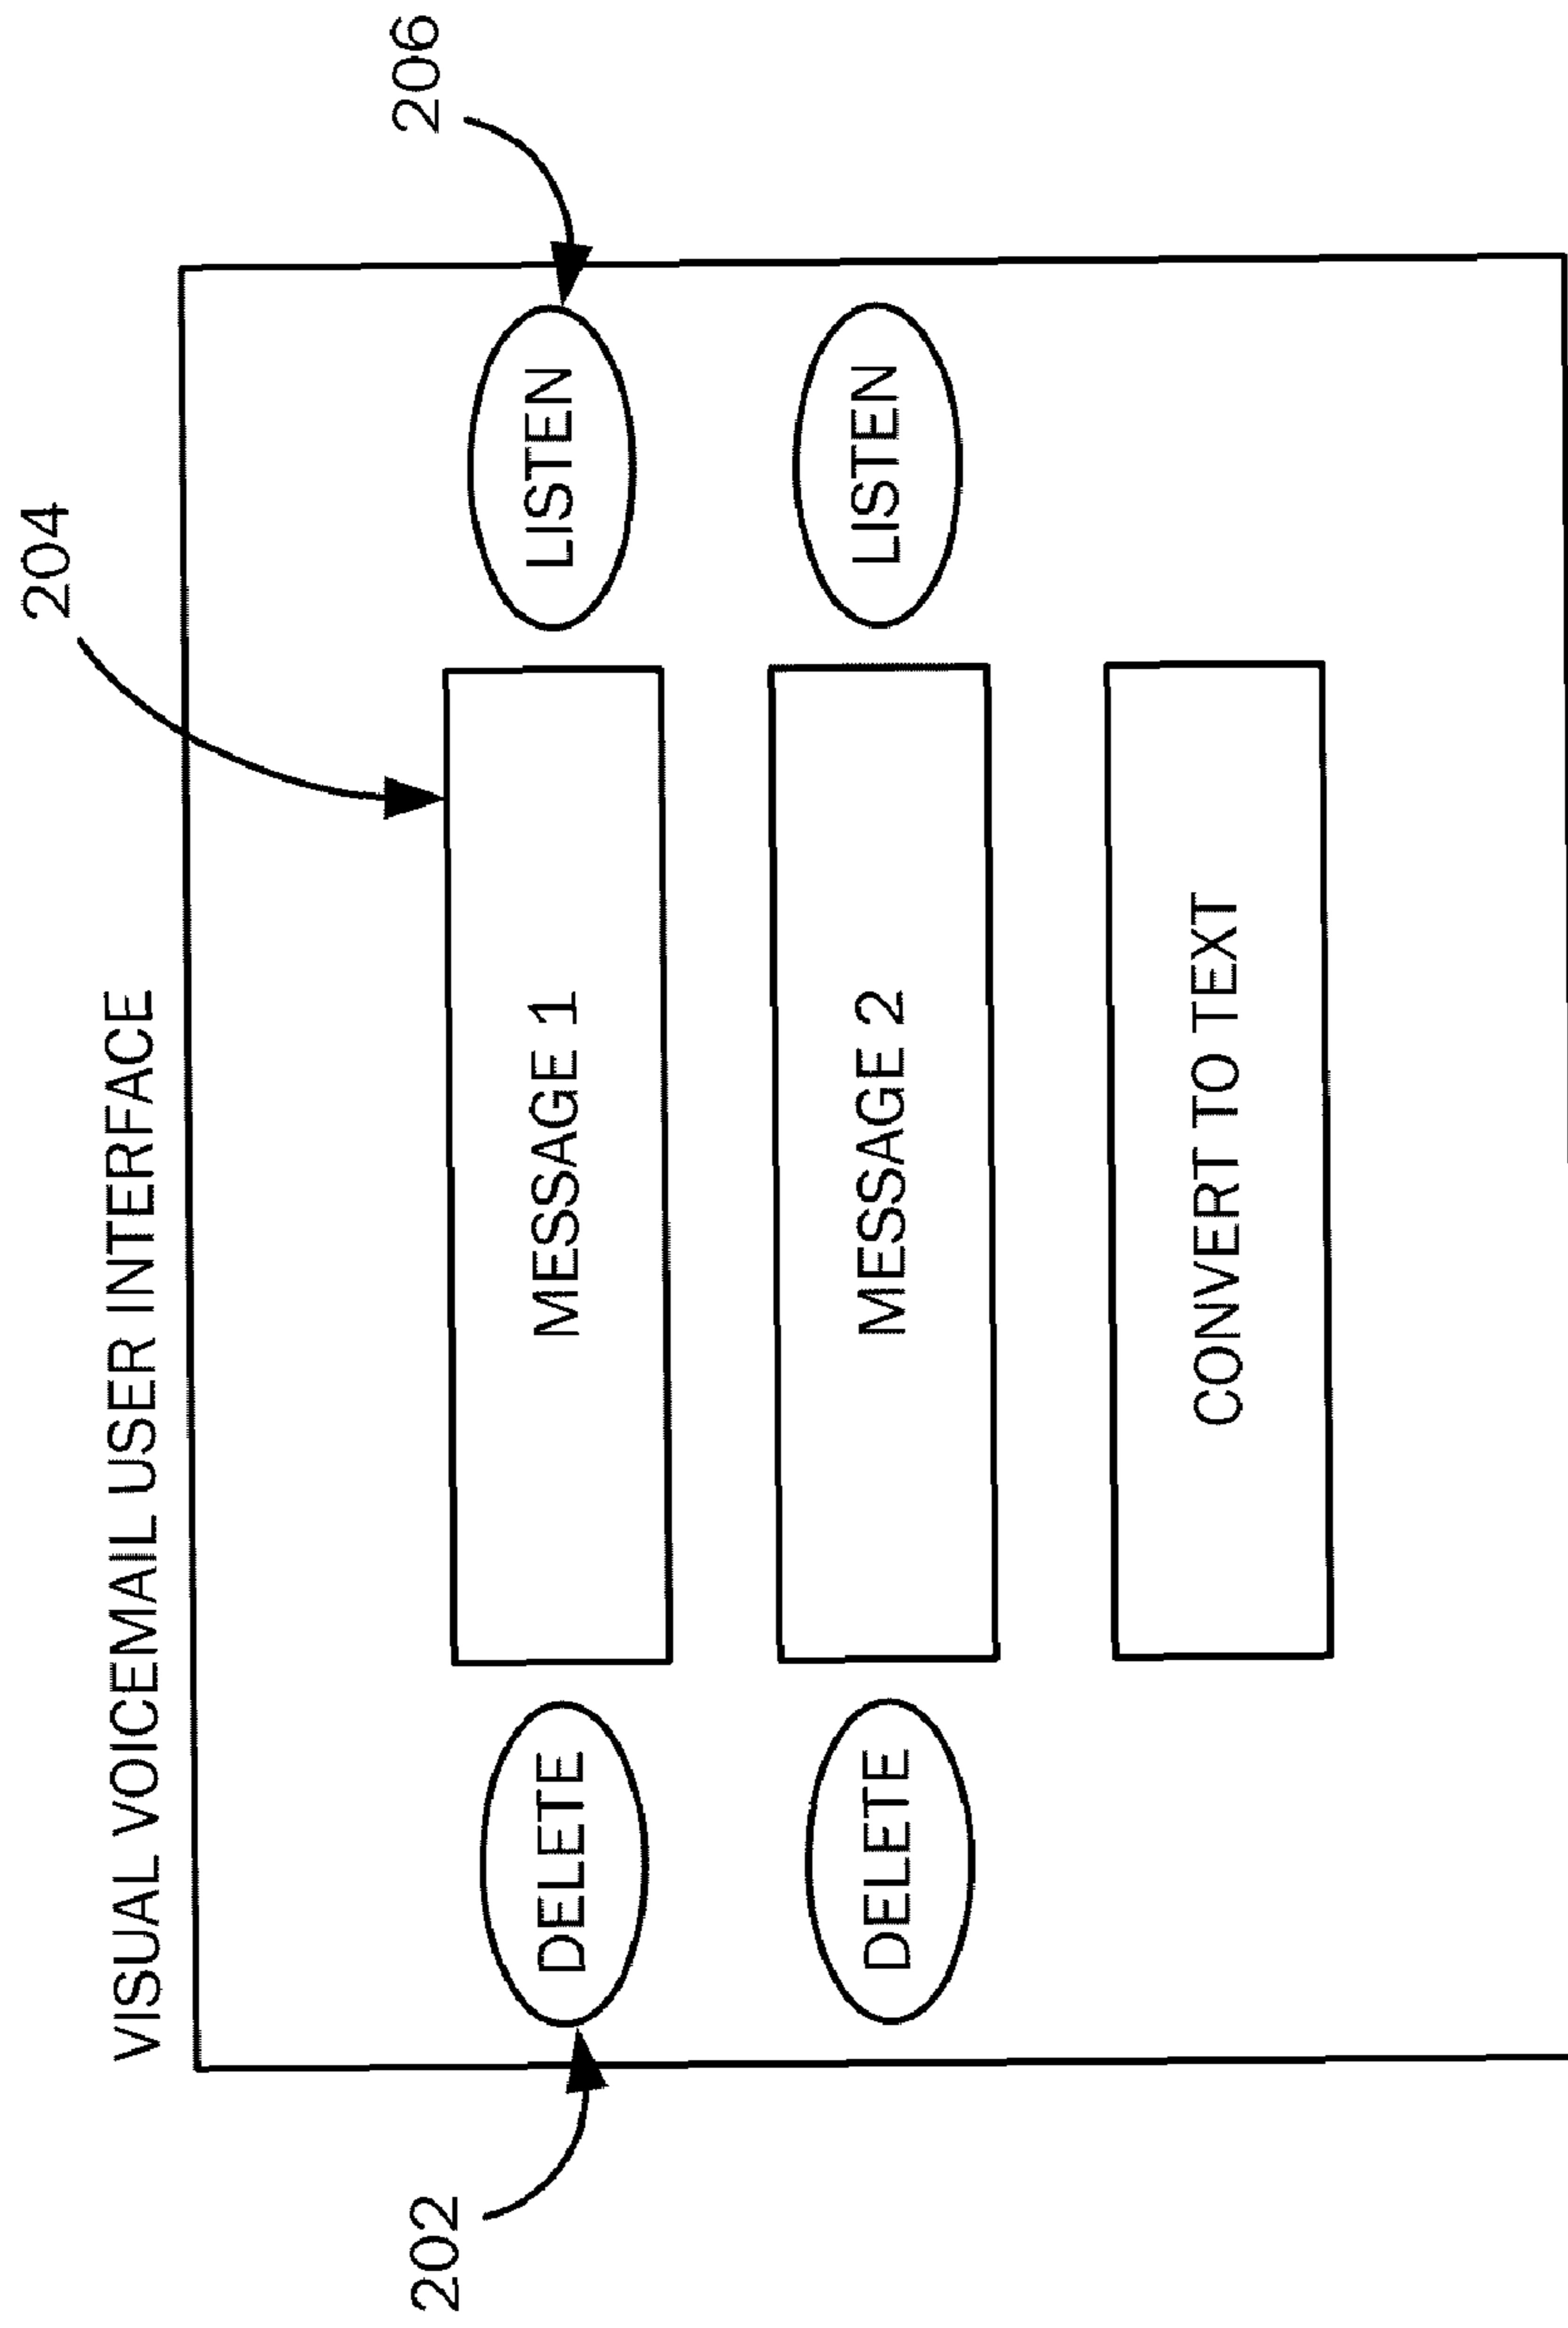 VISUAL VOICEMAIL USER INTERFACE
204
202
206
DELETE
MESSAGE 1
LISTEN
DELETE
MESSAGE 2
LISTEN
CONVERT TO TEXT